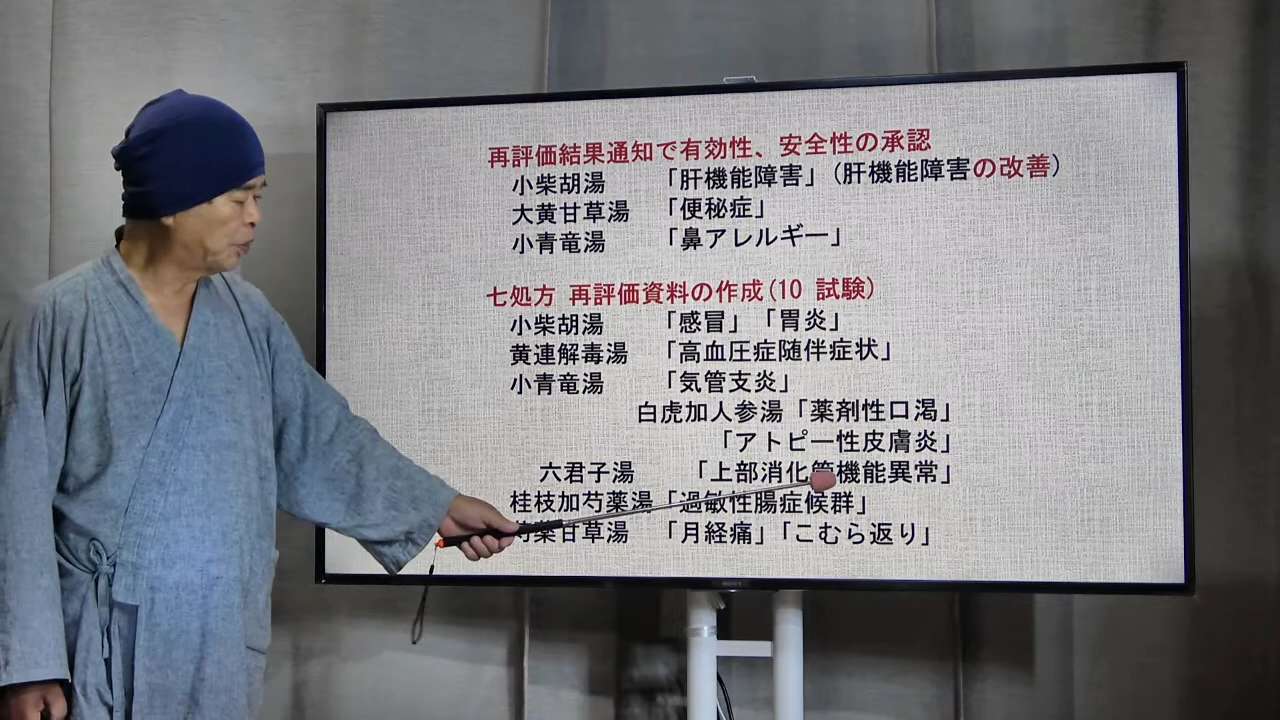 再評価結果通知で有効性、安全性の承認
小柴胡湯 「肝機能障害」(肝機能障害の改善)
大黄甘草湯 「便秘症」
小青竜湯 「鼻アレルギー」
七処方 再評価資料の作成(10 試験)
小柴胡湯 「感冒」「胃炎」
黄連解毒湯 「高血圧症随伴症状」
小青竜湯 「気管支炎」
白虎加人参湯「薬剤性口渇」
「アトピー性皮膚炎」
六君子湯 「上部消化管機能異常」
桂枝加芍薬湯「過敏性腸症候群」
芍薬甘草湯 「月経痛」「こむら返り」
SONY